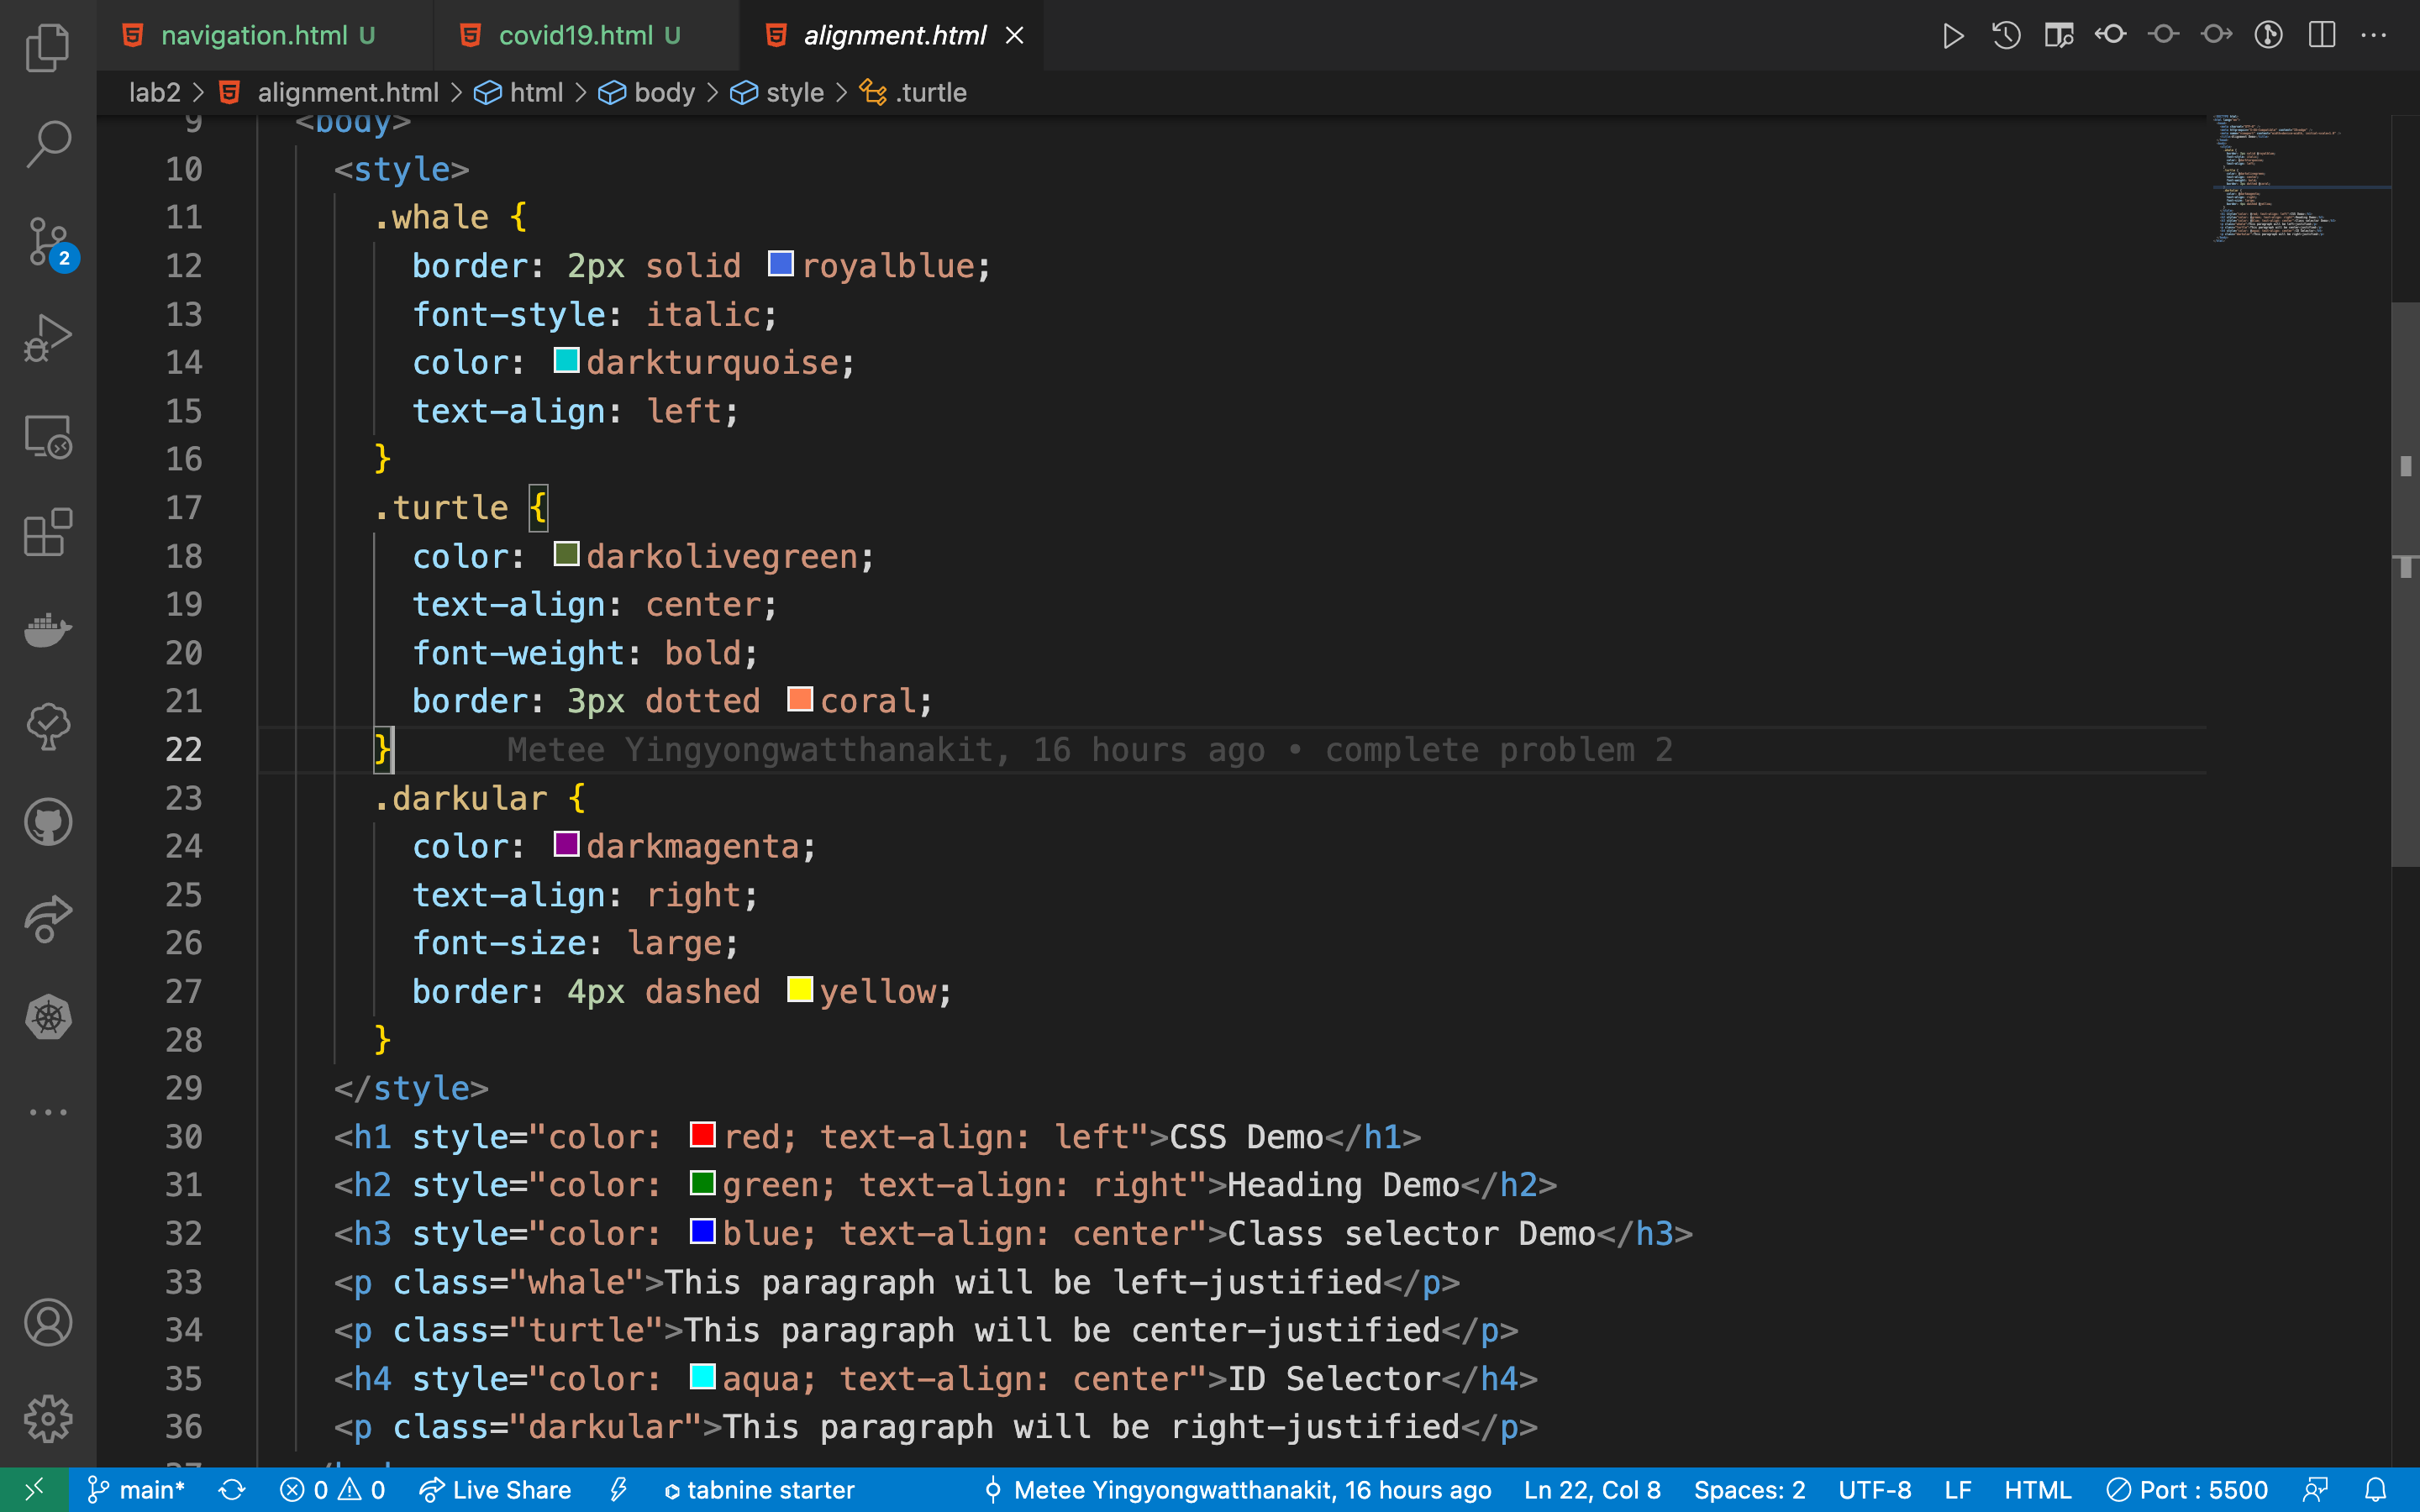 navigation.html U covid19.html U alignment.html
lab2 > alignment.html > html > body > style > .turtle
9 <body>
10 <style>
11 .whale {
12 border: 2px solid royalblue;
13 font-style: italic;
14 color: darkturquoise;
15 text-align: left;
16 }
17 .turtle {
18 color: darkolivegreen;
19 text-align: center;
20 font-weight: bold;
21 border: 3px dotted coral;
22 } Metee Yingyongwatthanakit, 16 hours ago • complete problem 2
23 .darkular {
24 color: darkmagenta;
25 text-align: right;
26 font-size: large;
27 border: 4px dashed yellow;
28 }
29 </style>
30 <h1 style="color: red; text-align: left">CSS Demo</h1>
31 <h2 style="color: green; text-align: right">Heading Demo</h2>
32 <h3 style="color: blue; text-align: center">Class selector Demo</h3>
33 <p class="whale">This paragraph will be left-justified</p>
34 <p class="turtle">This paragraph will be center-justified</p>
35 <h4 style="color: aqua; text-align: center">ID Selector</h4>
36 <p class="darkular">This paragraph will be right-justified</p>
2
main* 0 0 Live Share tabnine starter Metee Yingyongwatthanakit, 16 hours ago Ln 22, Col 8 Spaces: 2 UTF-8 LF HTML Port : 5500